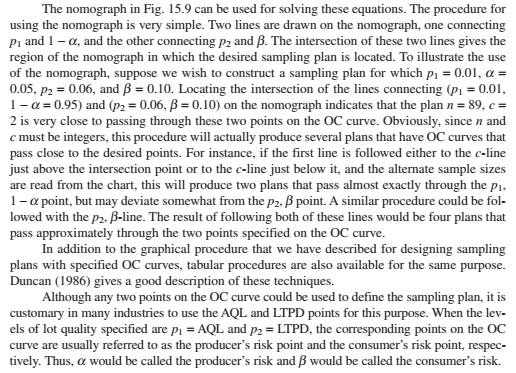 The nomograph in Fig. 15.9 can be used for solving these equations. The procedure for
using the nomograph is very simple. Two lines are drawn on the nomograph, one connecting
p₁ and 1 − α, and the other connecting p₂ and β. The intersection of these two lines gives the
region of the nomograph in which the desired sampling plan is located. To illustrate the use
of the nomograph, suppose we wish to construct a sampling plan for which p₁ = 0.01, α =
0.05, p₂ = 0.06, and β = 0.10. Locating the intersection of the lines connecting (p₁ = 0.01,
1 − α = 0.95) and (p₂ = 0.06, β = 0.10) on the nomograph indicates that the plan n = 89, c =
2 is very close to passing through these two points on the OC curve. Obviously, since n and
c must be integers, this procedure will actually produce several plans that have OC curves that
pass close to the desired points. For instance, if the first line is followed either to the c-line
just above the intersection point or to the c-line just below it, and the alternate sample sizes
are read from the chart, this will produce two plans that pass almost exactly through the p₁,
1 − α point, but may deviate somewhat from the p₂, β point. A similar procedure could be fol-
lowed with the p₂, β-line. The result of following both of these lines would be four plans that
pass approximately through the two points specified on the OC curve.
In addition to the graphical procedure that we have described for designing sampling
plans with specified OC curves, tabular procedures are also available for the same purpose.
Duncan (1986) gives a good description of these techniques.
Although any two points on the OC curve could be used to define the sampling plan, it is
customary in many industries to use the AQL and LTPD points for this purpose. When the lev-
els of lot quality specified are p₁ = AQL and p₂ = LTPD, the corresponding points on the OC
curve are usually referred to as the producer's risk point and the consumer's risk point, respec-
tively. Thus, α would be called the producer's risk and β would be called the consumer's risk.